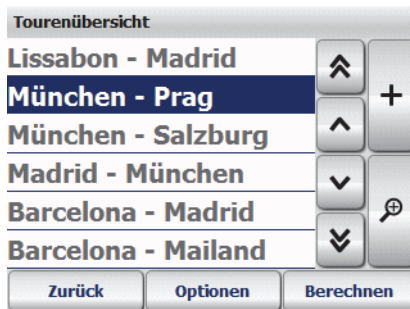 Tourenübersicht
Lissabon - Madrid
München - Prag
München - Salzburg
Madrid - München
Barcelona - Madrid
Barcelona - Mailand
Zurück Optionen Berechnen